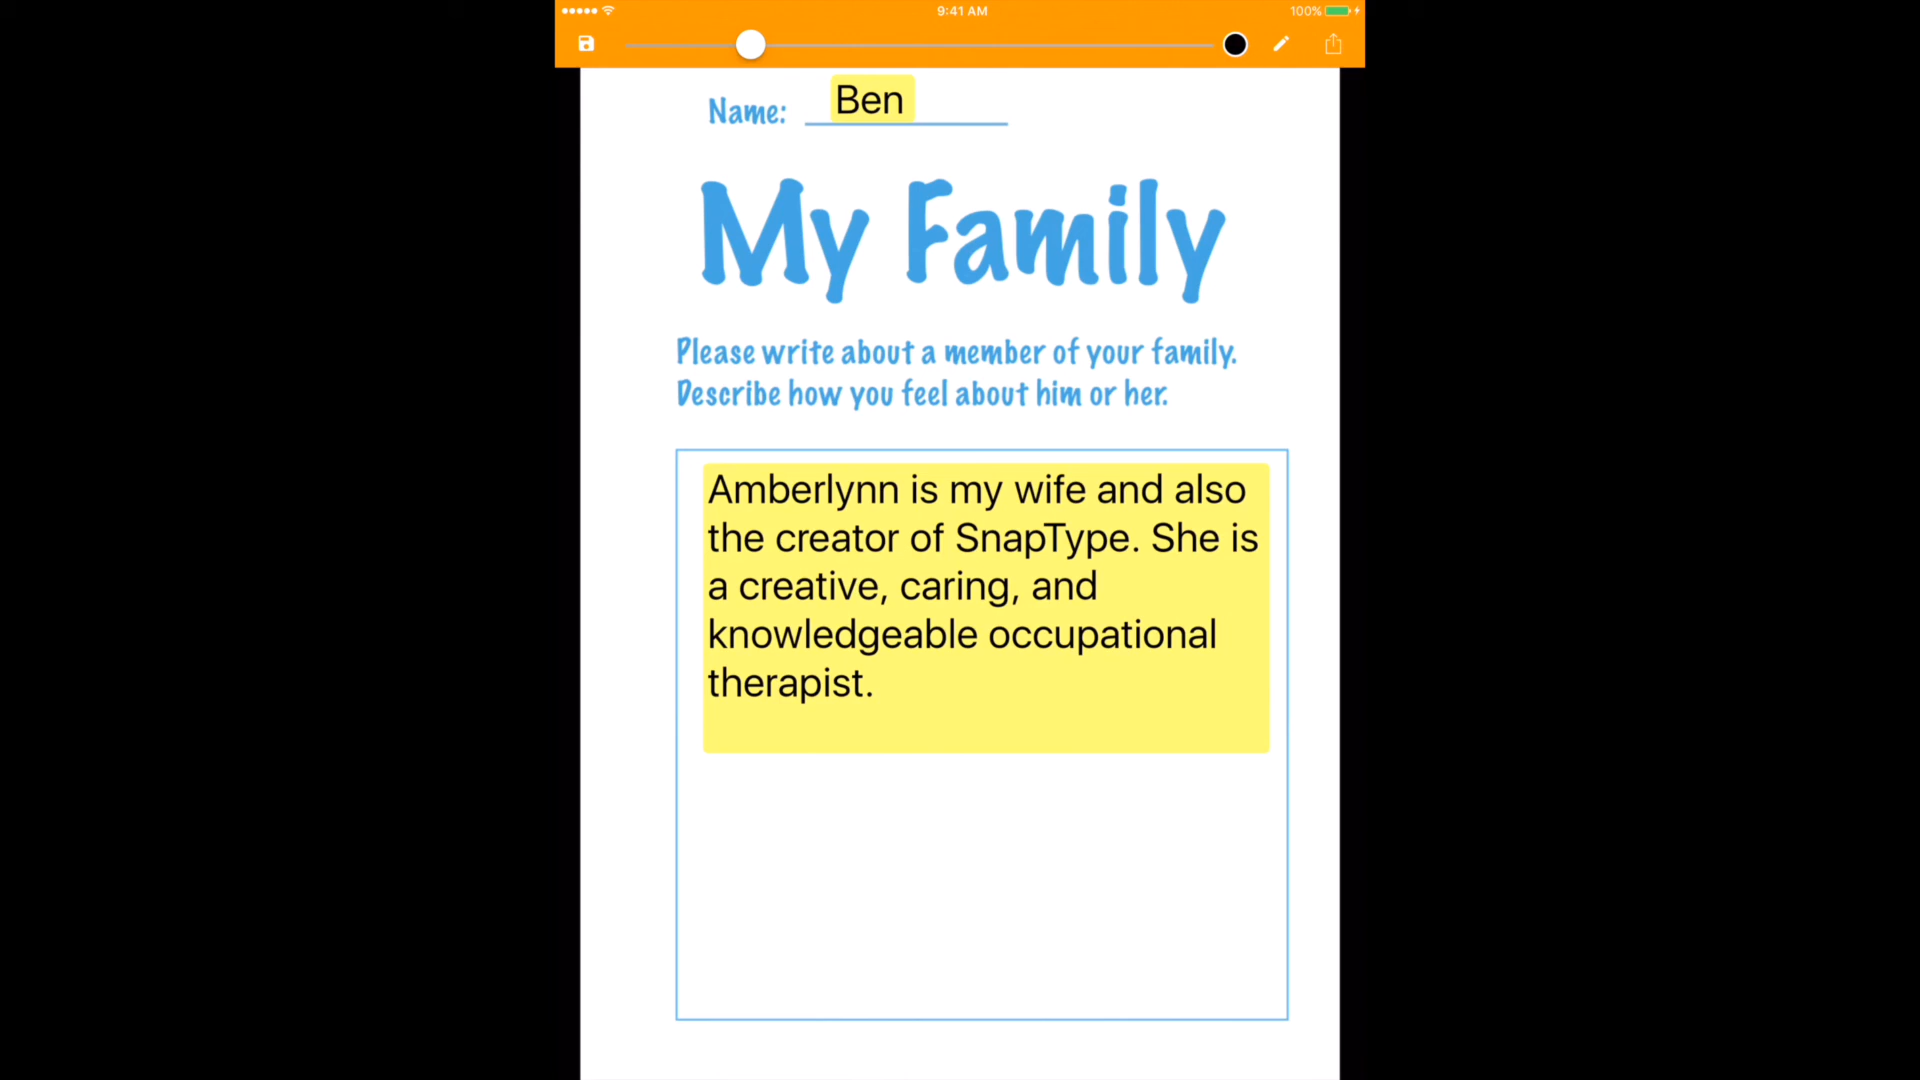 9:41 AM
100%
Name: Ben
My Family
Please write about a member of your family.
Describe how you feel about him or her.
Amberlynn is my wife and also
the creator of SnapType. She is
a creative, caring, and
knowledgeable occupational
therapist.